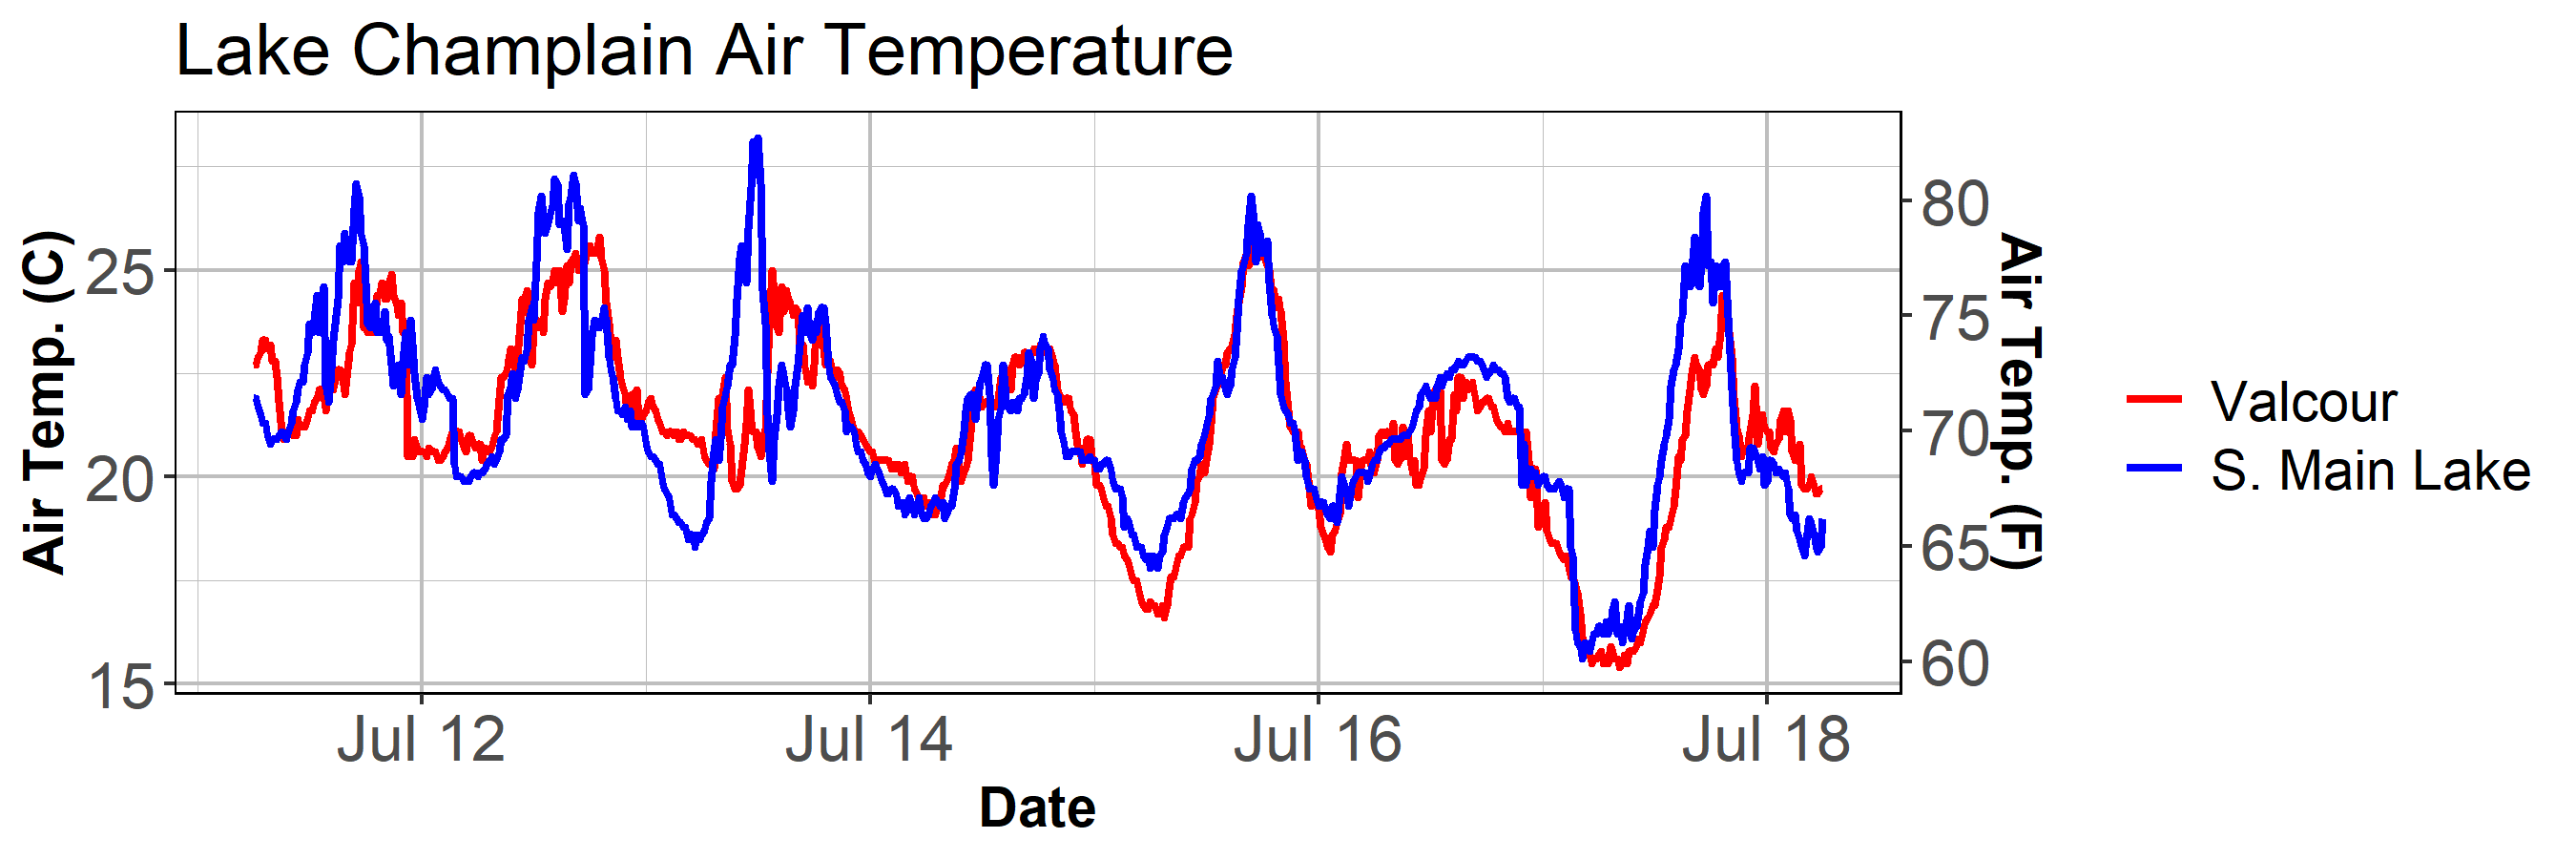 Lake Champlain Air Temperature
Air Temp. (C)
25
20
15
80
75
70
65
60
Air Temp. (F)
Jul 12
Jul 14
Jul 16
Jul 18
Date
Valcour
S. Main Lake